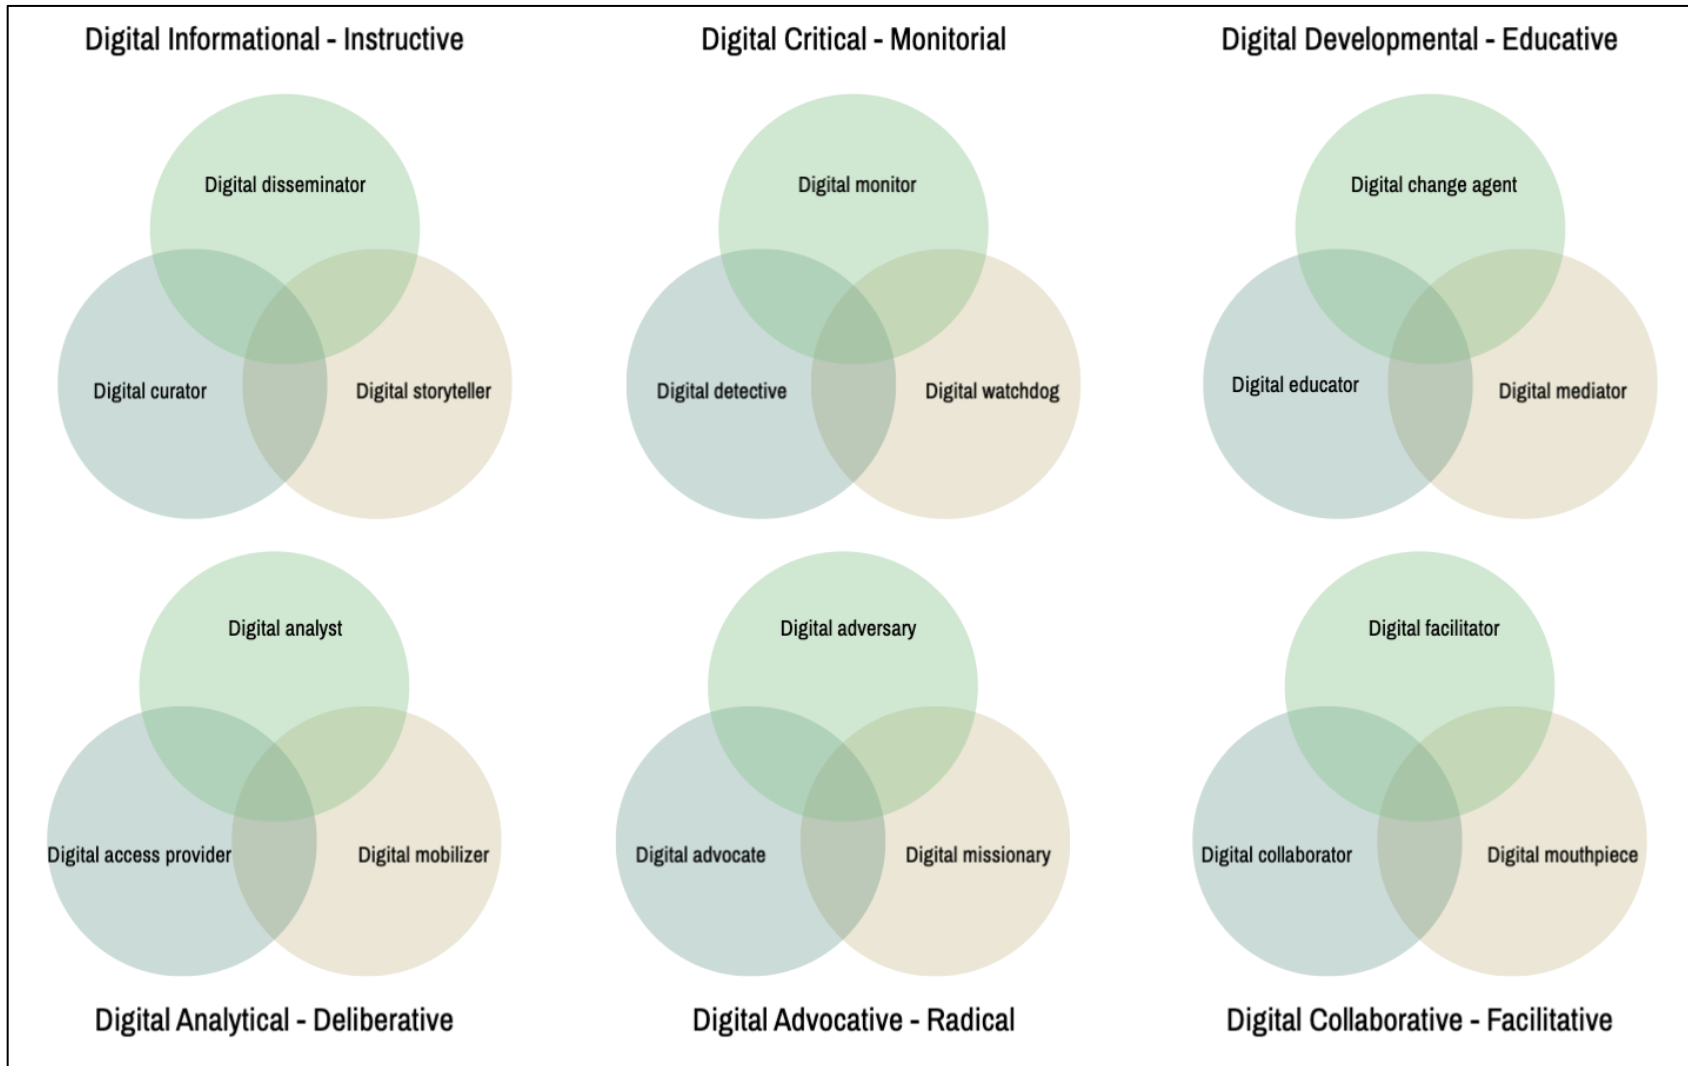 Digital Informational - Instructive
Digital Critical - Monitorial
Digital Developmental - Educative
Digital disseminator
Digital curator
Digital storyteller
Digital monitor
Digital detective
Digital watchdog
Digital change agent
Digital educator
Digital mediator
Digital analyst
Digital access provider
Digital mobilizer
Digital adversary
Digital advocate
Digital missionary
Digital facilitator
Digital collaborator
Digital mouthpiece
Digital Analytical - Deliberative
Digital Advocative - Radical
Digital Collaborative - Facilitative